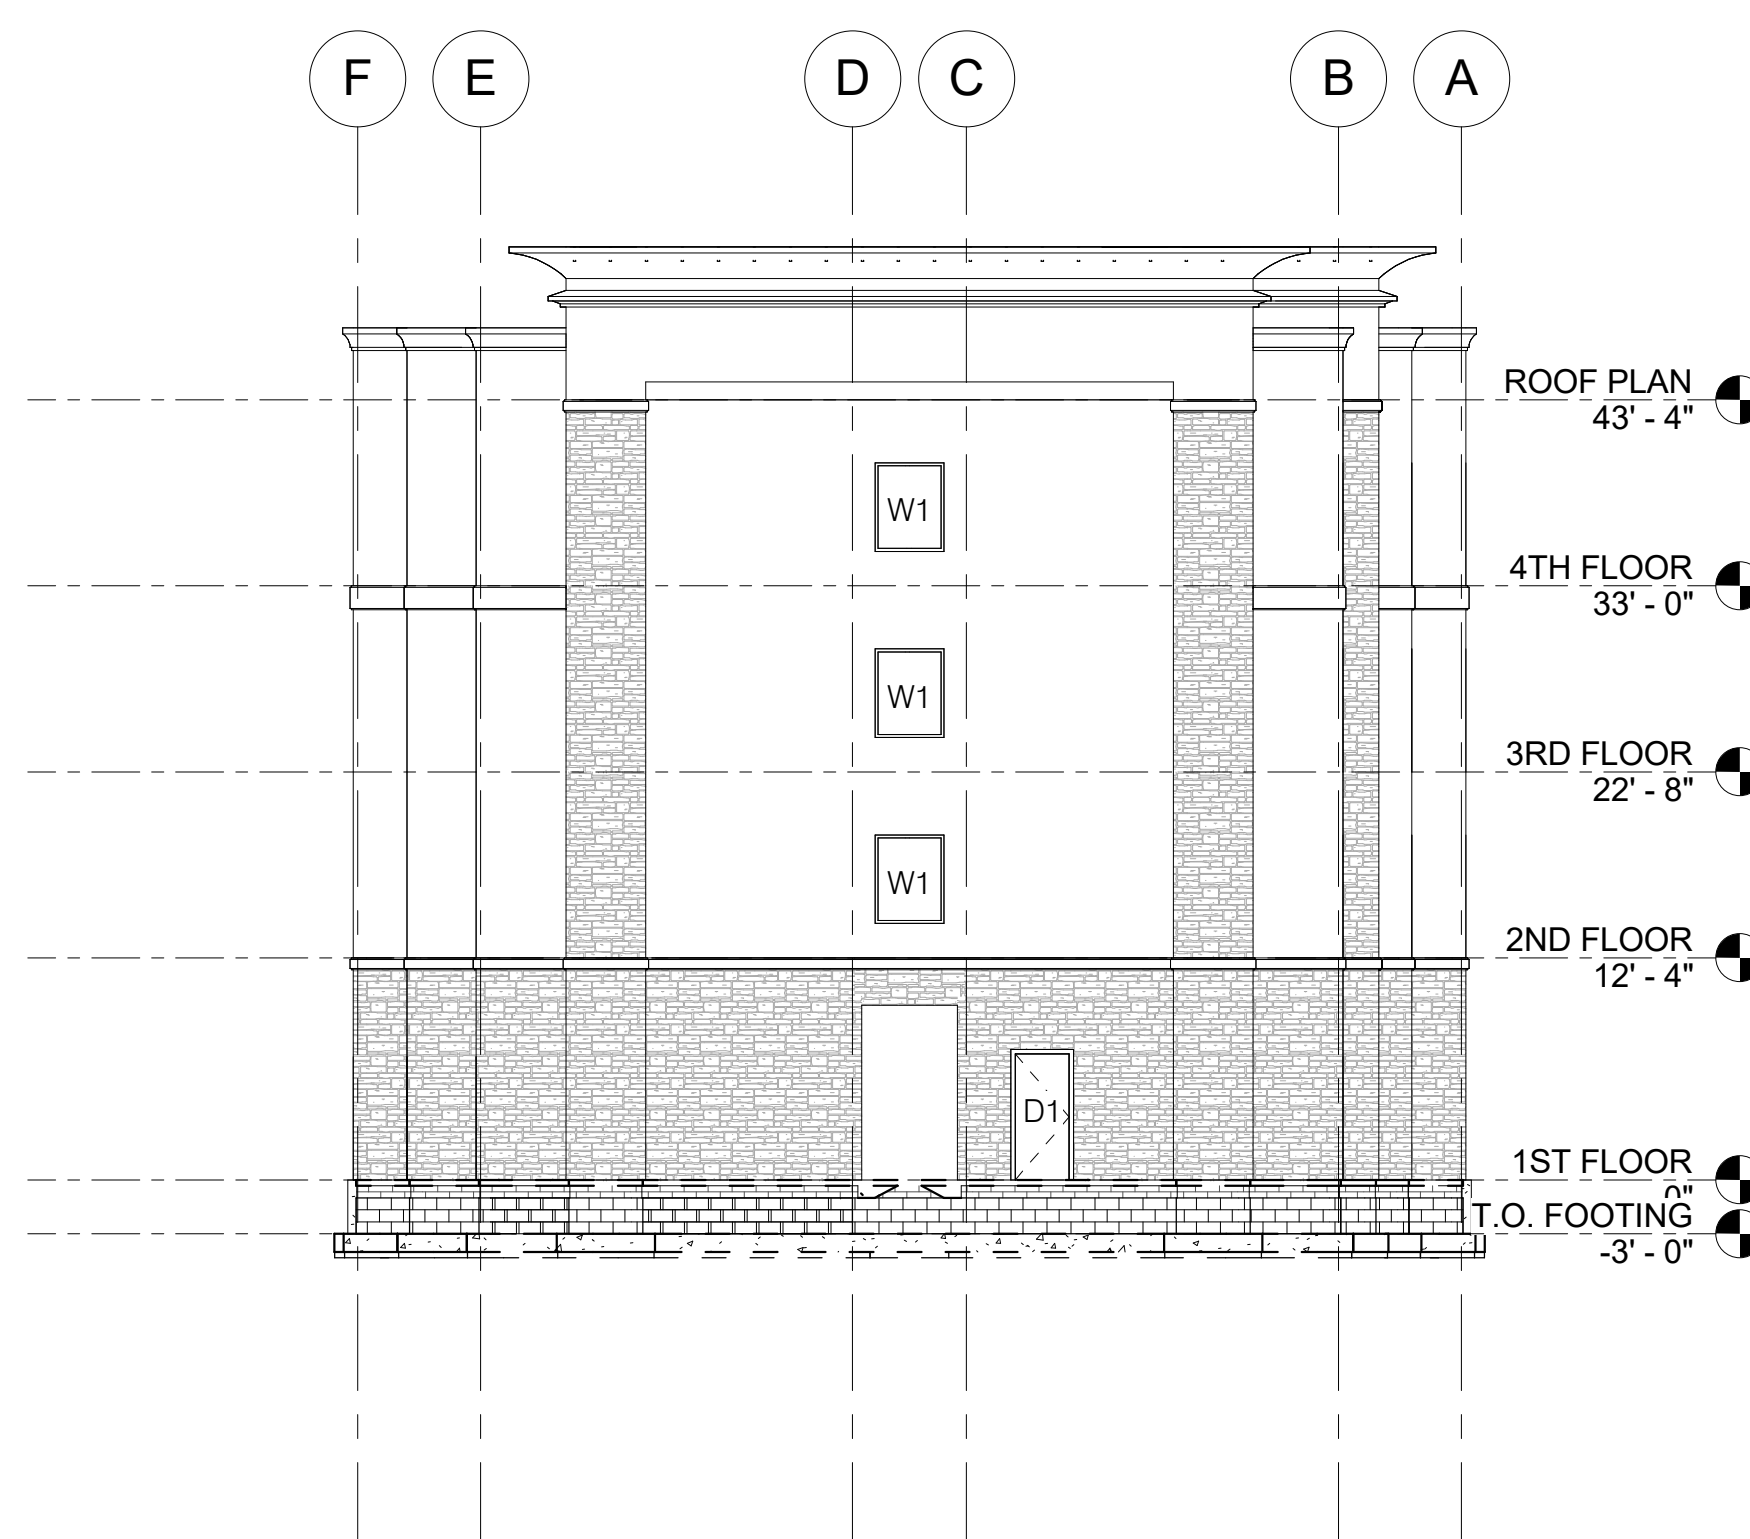 F E D C B A
ROOF PLAN
43' - 4"
W1
4TH FLOOR
33' - 0"
W1
3RD FLOOR
22' - 8"
W1
2ND FLOOR
12' - 4"
D1
1ST FLOOR
0"
T.O. FOOTING
-3' - 0"